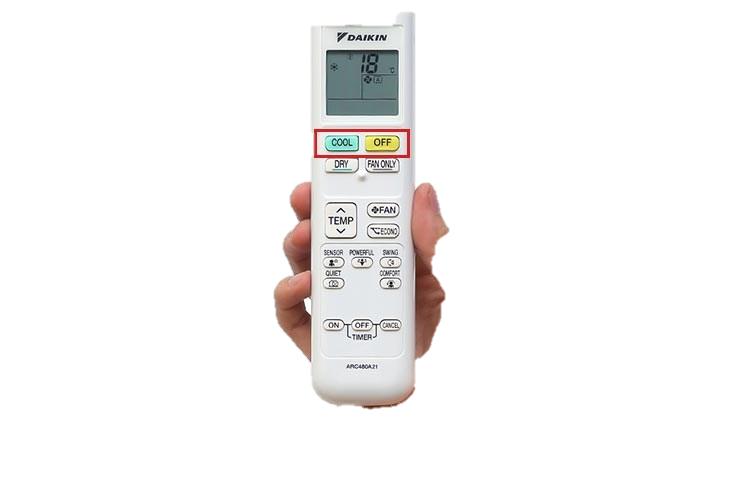 DAIKIN
18 °C
A
COOL OFF
DRY FAN ONLY
TEMP FAN
ECONO
SENSOR POWERFUL SWING
QUIET COMFORT
ON OFF CANCEL
TIMER
ARC480A21